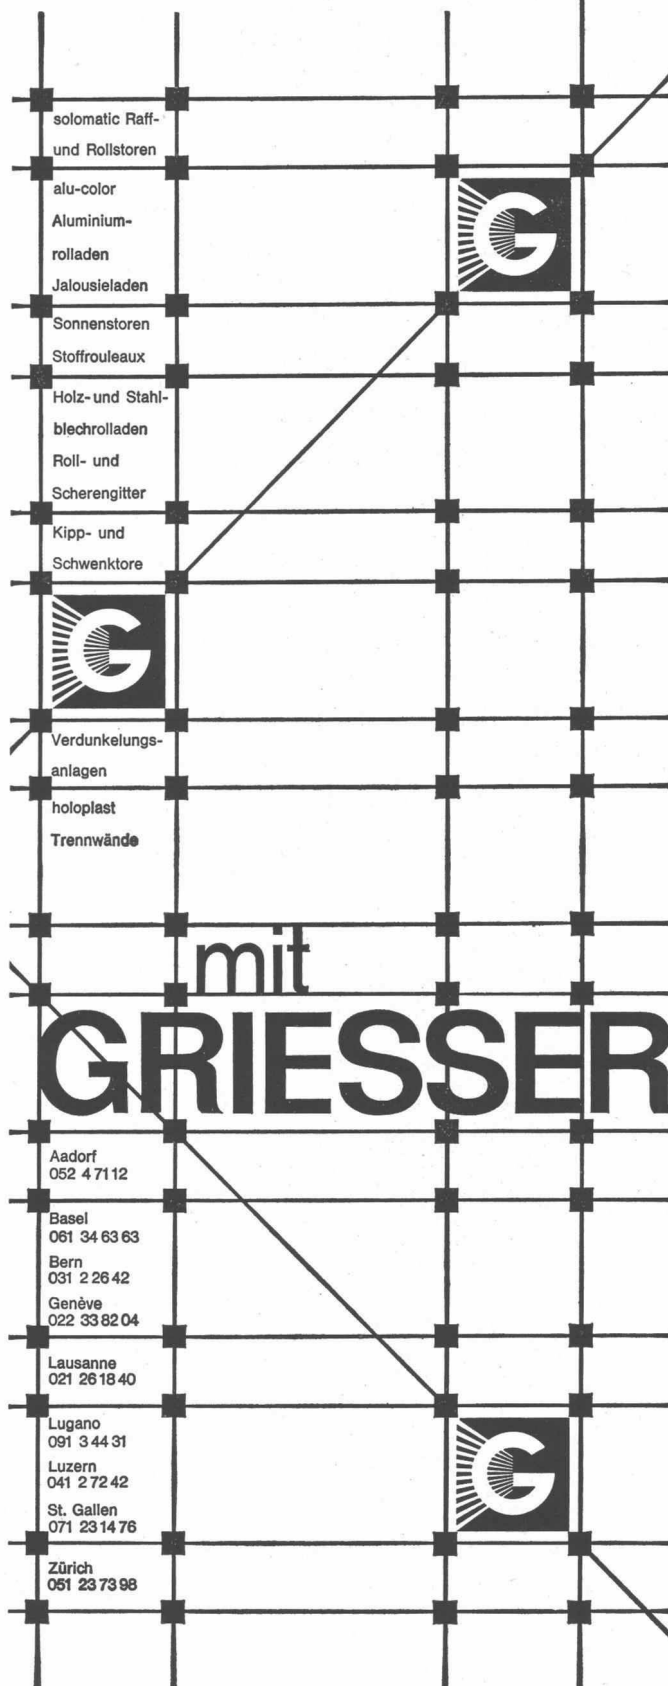 solomatic Raff-
und Rollstoren
alu-color
Aluminium-
rolladen
Jalousieladen
Sonnenstoren
Stoffrouleaux
Holz- und Stahl-
blechrolladen
Roll- und
Scherengitter
Kipp- und
Schwenktore
G
G
Verdunkelungs-
anlagen
holoplast
Trennwände
mit
GRIESSER
Aadorf
052 4 71 12
Basel
061 34 63 63
Bern
031 2 26 42
Genève
022 33 82 04
Lausanne
021 26 18 40
Lugano
091 3 44 31
Luzern
041 2 72 42
G
St. Gallen
071 23 14 76
Zürich
051 23 73 98